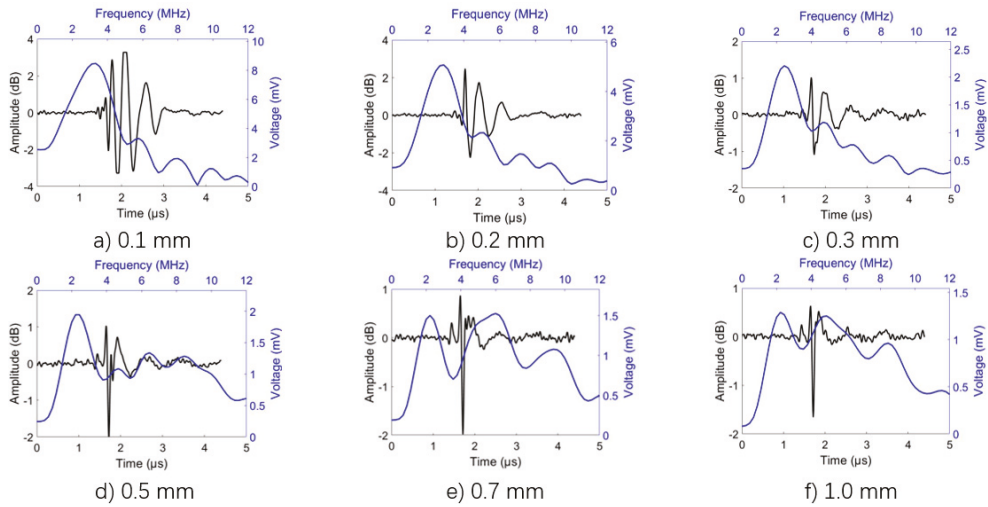 Frequency (MHz)
0 2 4 6 8 10 12
Amplitude (dB)
4
2
0
-2
-4
Voltage (mV)
10
8
6
4
2
0
0 1 2 3 4 5
Time (μs)
a) 0.1 mm
Frequency (MHz)
0 2 4 6 8 10 12
Amplitude (dB)
4
2
0
-2
-4
Voltage (mV)
6
5
4
3
2
1
0
0 1 2 3 4 5
Time (μs)
b) 0.2 mm
Frequency (MHz)
0 2 4 6 8 10 12
Amplitude (dB)
2
1
0
-1
-2
Voltage (mV)
2.5
2
1.5
1
0.5
0
0 1 2 3 4 5
Time (μs)
c) 0.3 mm
Frequency (MHz)
0 2 4 6 8 10 12
Amplitude (dB)
2
1
0
-1
-2
Voltage (mV)
2
1.5
1
0.5
0
0 1 2 3 4 5
Time (μs)
d) 0.5 mm
Frequency (MHz)
0 2 4 6 8 10 12
Amplitude (dB)
1
0
-1
-2
Voltage (mV)
1.5
1
0.5
0
0 1 2 3 4 5
Time (μs)
e) 0.7 mm
Frequency (MHz)
0 2 4 6 8 10 12
Amplitude (dB)
1
0
-1
2
Voltage (mV)
1.5
1
0.5
0
0 1 2 3 4 5
Time (μs)
f) 1.0 mm